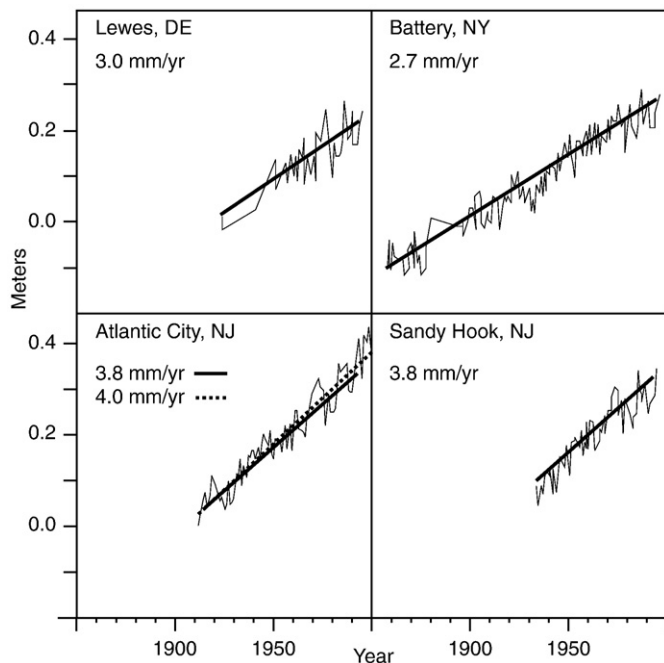 Lewes, DE
3.0 mm/yr
Battery, NY
2.7 mm/yr
0.4
0.2
0.0
Meters
Atlantic City, NJ
3.8 mm/yr
4.0 mm/yr
Sandy Hook, NJ
3.8 mm/yr
0.4
0.2
0.0
1900
1950
Year
1900
1950